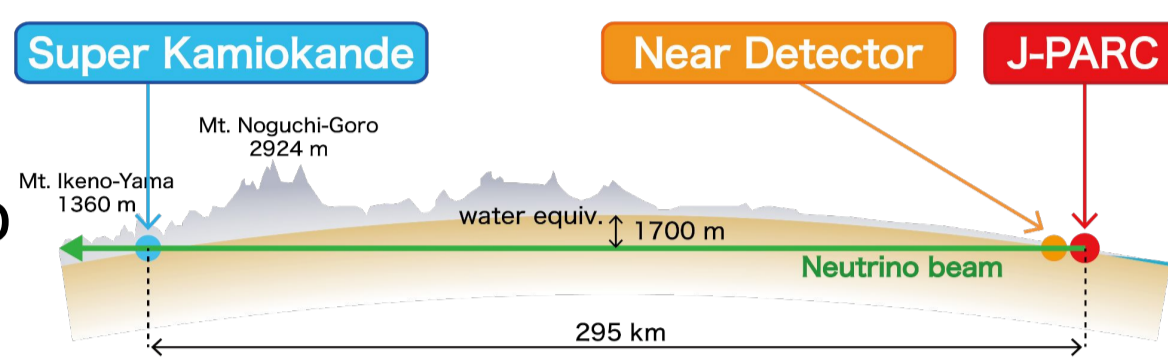 Super Kamiokande
Near Detector
J-PARC
Mt. Noguchi-Goro
2924 m
Mt. Ikeno-Yama
1360 m
water equiv.
1700 m
Neutrino beam
295 km